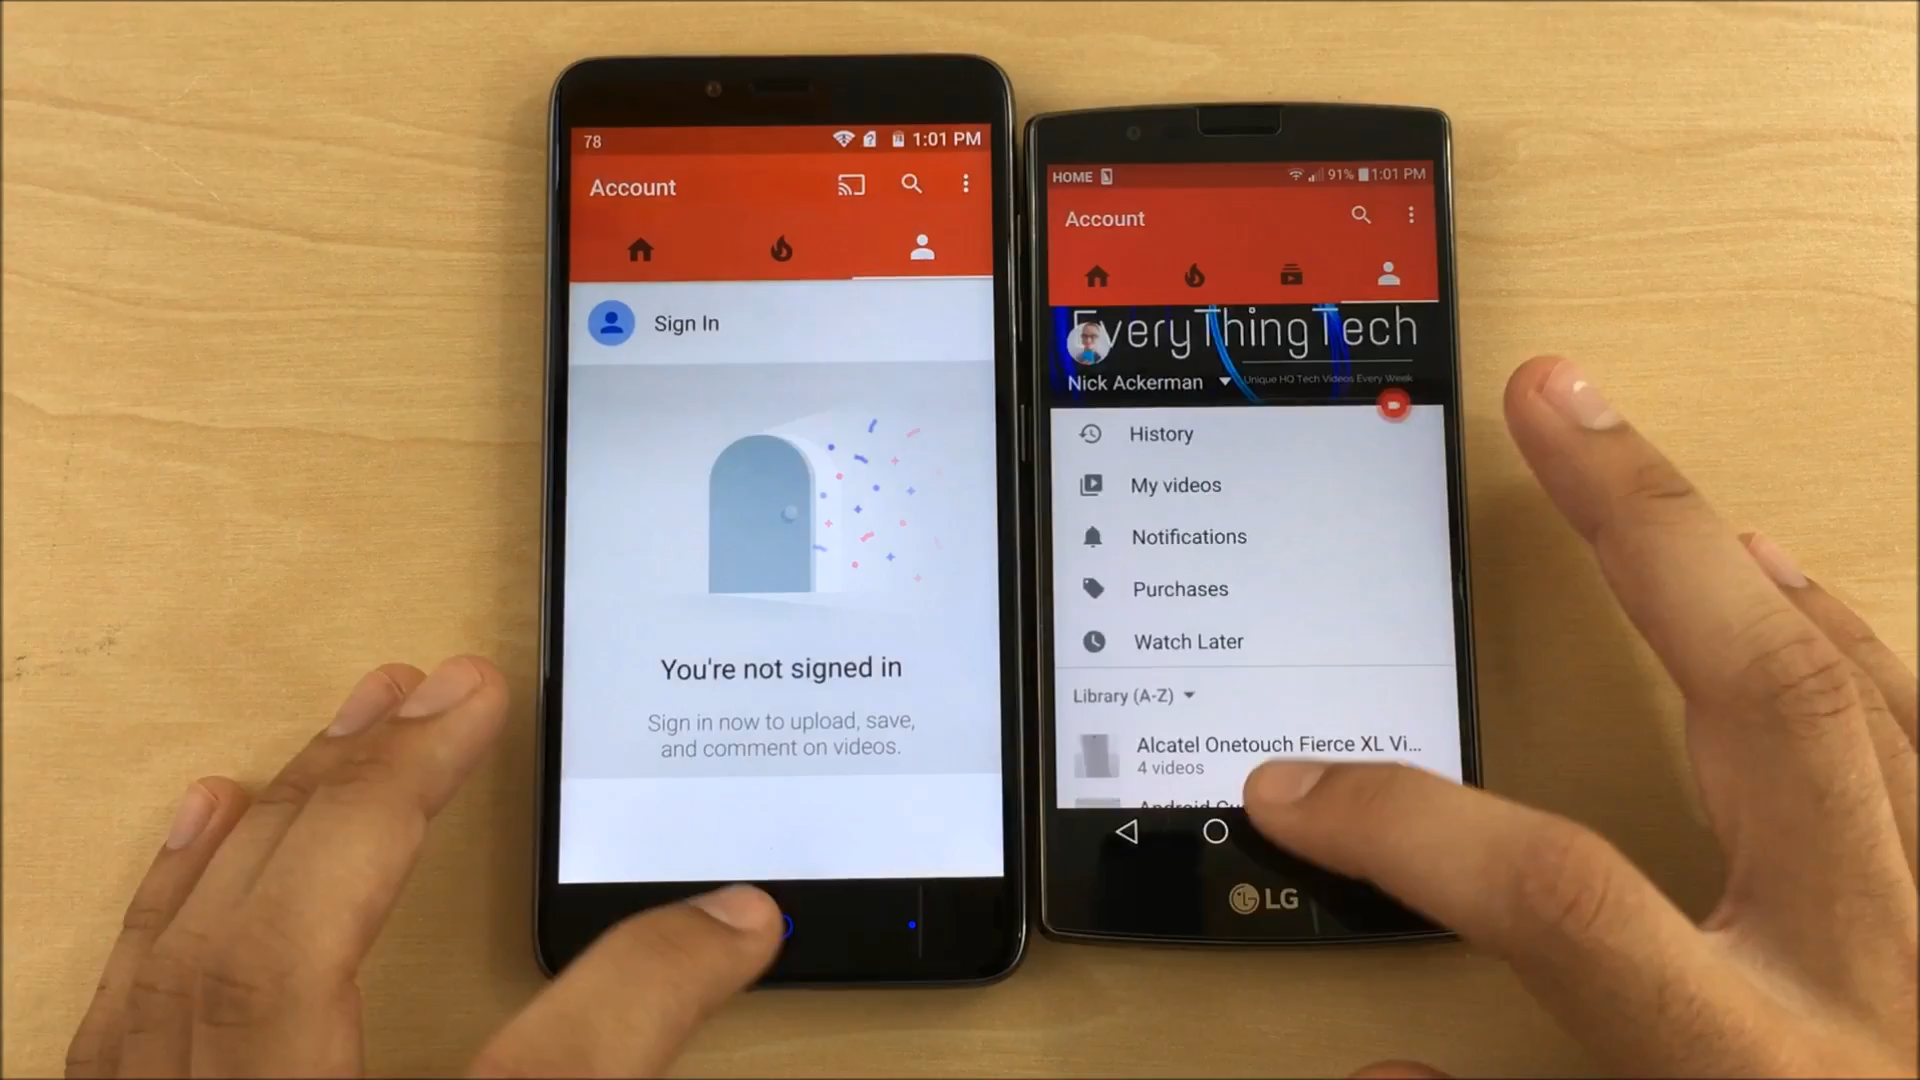 78
1:01 PM
Account
Sign In
You're not signed in
Sign in now to upload, save,
and comment on videos.
HOME
91% 1:01 PM
Account
EveryThingTech
Unique HQ Tech Videos Every Week
Nick Ackerman
History
My videos
Notifications
Purchases
Watch Later
Library (A-Z)
Alcatel Onetouch Fierce XL Vi...
4 videos
Android
LG